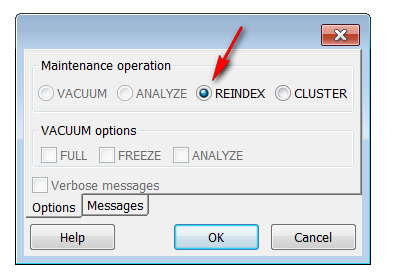 Maintenance operation
VACUUM ANALYZE REINDEX CLUSTER
VACUUM options
FULL FREEZE ANALYZE
Verbose messages
Options Messages
Help OK Cancel